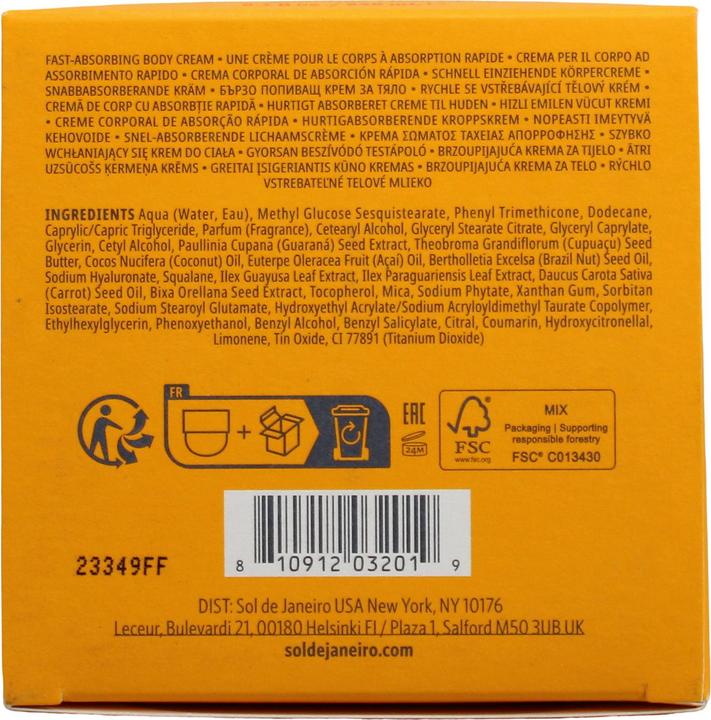 FAST-ABSORBING BODY CREAM • UNE CRÈME POUR LE CORPS À ABSORPTION RAPIDE • CREMA PER IL CORPO AD
ASSORBIMENTO RAPIDO • CREMA CORPORAL DE ABSORCIÓN RÁPIDA • SCHNELL EINZIEHENDE KÖRPERCREME •
SNABBABSORBERANDE KRÄM • БЪРЗО ПОПИВАЩ КРЕМ ЗА ТЯЛО • RYCHLE SE VSTŘEBÁVAJÍCÍ TĚLOVÝ KRÉM •
CREMĂ DE CORP CU ABSORBȚIE RAPIDĂ • HURTIGT ABSORBERET CREME TIL HUDEN • HIZLI EMILEN VÜCUT KREMI
• CREME CORPORAL DE ABSORÇÃO RÁPIDA • HURTIGABSORBERENDE KROPPSKREM • NOPEASTI IMEYTYVÄ
KEHOVOIDE • SNEL-ABSORBERENDE LICHAAMSCRÈME • ΚΡΕΜΑ ΣΩΜΑΤΟΣ ΤΑΧΕΙΑΣ ΑΠΟΡΡΟΦΗΣΗΣ • SZYBKO
WCHŁANIAJĄCY SIĘ KREM DO CIAŁA • GYORSAN BESZÍVÓDÓ TESTÁPOLÓ • BRZOUPIJAJUĆA KREMA ZA TIJELO • ĀTRI
UZSŪCOŠS ĶERMEŅA KRĒMS • GREITAI ĮSIGERIANTIS KŪNO KREMAS • BRZOUPIJAJUĆA KREMA ZA TELO • RÝCHLO
VSTREBATEĽNÉ TELOVÉ MLIEKO
INGREDIENTS Aqua (Water, Eau), Methyl Glucose Sesquistearate, Phenyl Trimethicone, Dodecane,
Caprylic/Capric Triglyceride, Parfum (Fragrance), Cetearyl Alcohol, Glyceryl Stearate Citrate, Glyceryl Caprylate,
Glycerin, Cetyl Alcohol, Paullinia Cupana (Guaraná) Seed Extract, Theobroma Grandiflorum (Cupuaçu) Seed
Butter, Cocos Nucifera (Coconut) Oil, Euterpe Oleracea Fruit (Açaí) Oil, Bertholletia Excelsa (Brazil Nut) Seed Oil,
Sodium Hyaluronate, Squalane, Ilex Guayusa Leaf Extract, Ilex Paraguariensis Leaf Extract, Daucus Carota Sativa
(Carrot) Seed Oil, Bixa Orellana Seed Extract, Tocopherol, Mica, Sodium Phytate, Xanthan Gum, Sorbitan
Isostearate, Sodium Stearoyl Glutamate, Hydroxyethyl Acrylate/Sodium Acryloyldimethyl Taurate Copolymer,
Ethylhexylglycerin, Phenoxyethanol, Benzyl Alcohol, Benzyl Salicylate, Citral, Coumarin, Hydroxycitronellal,
Limonene, Tin Oxide, CI 77891 (Titanium Dioxide)
FR
EAC
24M
FSC
www.fsc.org
MIX
Packaging | Supporting
responsible forestry
FSC® C013430
8 10912 03201 9
23349FF
DIST: Sol de Janeiro USA New York, NY 10176
Leceur, Bulevardi 21, 00180 Helsinki FI / Plaza 1, Salford M50 3UB UK
soldejaneiro.com